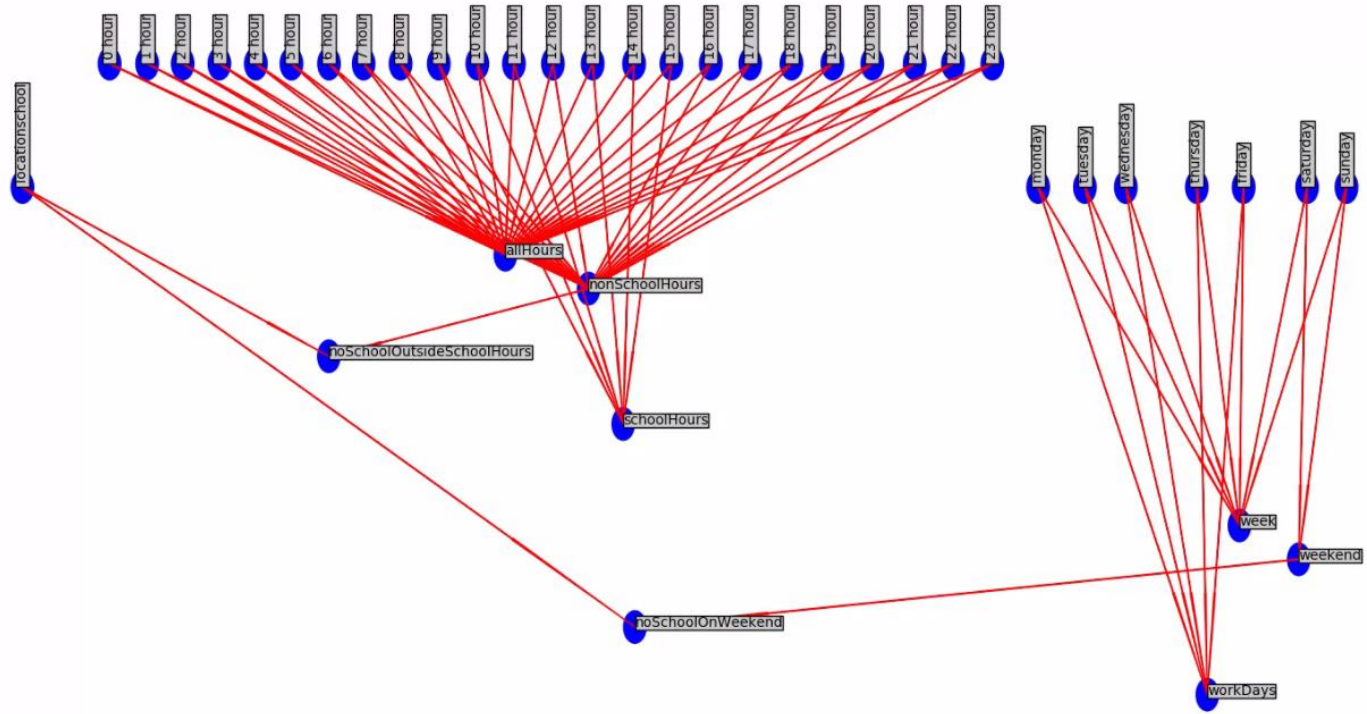 0 hour
1 hour
2 hour
3 hour
4 hour
5 hour
6 hour
7 hour
8 hour
9 hour
10 hour
11 hour
12 hour
13 hour
14 hour
15 hour
16 hour
17 hour
18 hour
19 hour
20 hour
21 hour
22 hour
23 hour
locationschool
monday
tuesday
wednesday
thursday
friday
saturday
sunday
allHours
nonSchoolHours
noSchoolOutsideSchoolHours
schoolHours
week
weekend
noSchoolOnWeekend
workDays